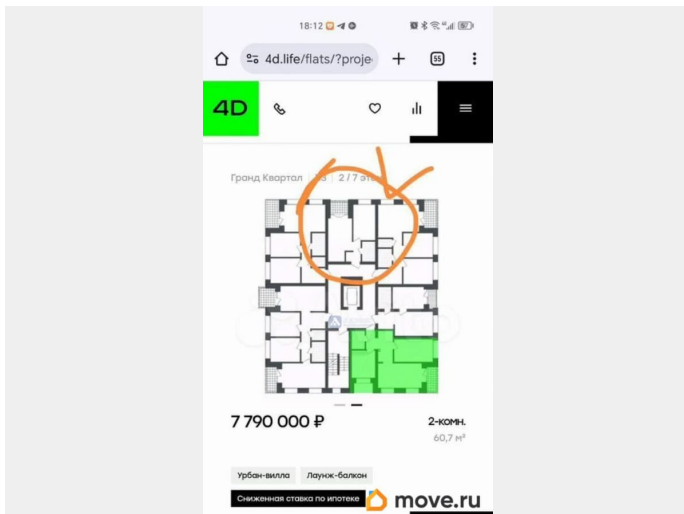 18:12
55
4d.life/flats/?proje
4D
Гранд Квартал
2 / 7 эт
7 790 000 ₽
2-комн.
60,7 м²
Урбан-вилла
Лаунж-балкон
Сниженная ставка по ипотеке
move.ru